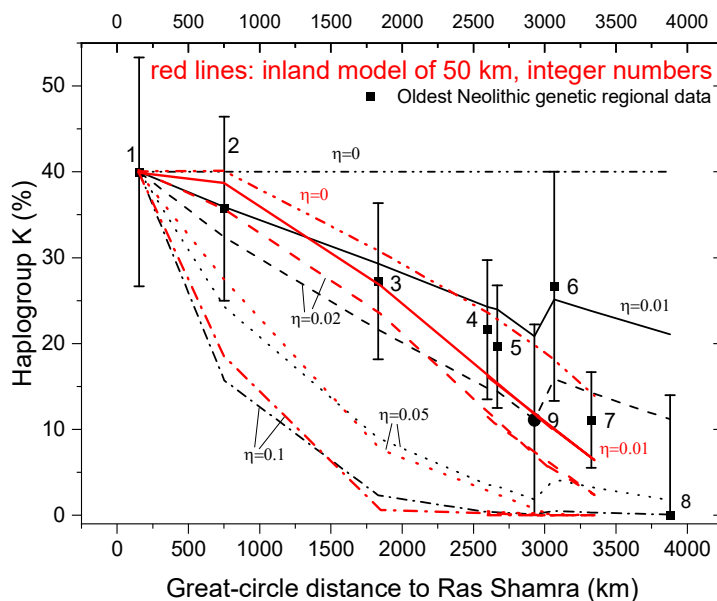 0 500 1000 1500 2000 2500 3000 3500 4000
red lines: inland model of 50 km, integer numbers
■ Oldest Neolithic genetic regional data
50
40
30
20
10
0
Haplogroup K (%)
1
2
η=0
η=0
3
η=0.02
4
5
6
η=0.01
7
9
η=0.01
η=0.05
η=0.1
8
0 500 1000 1500 2000 2500 3000 3500 4000
Great-circle distance to Ras Shamra (km)